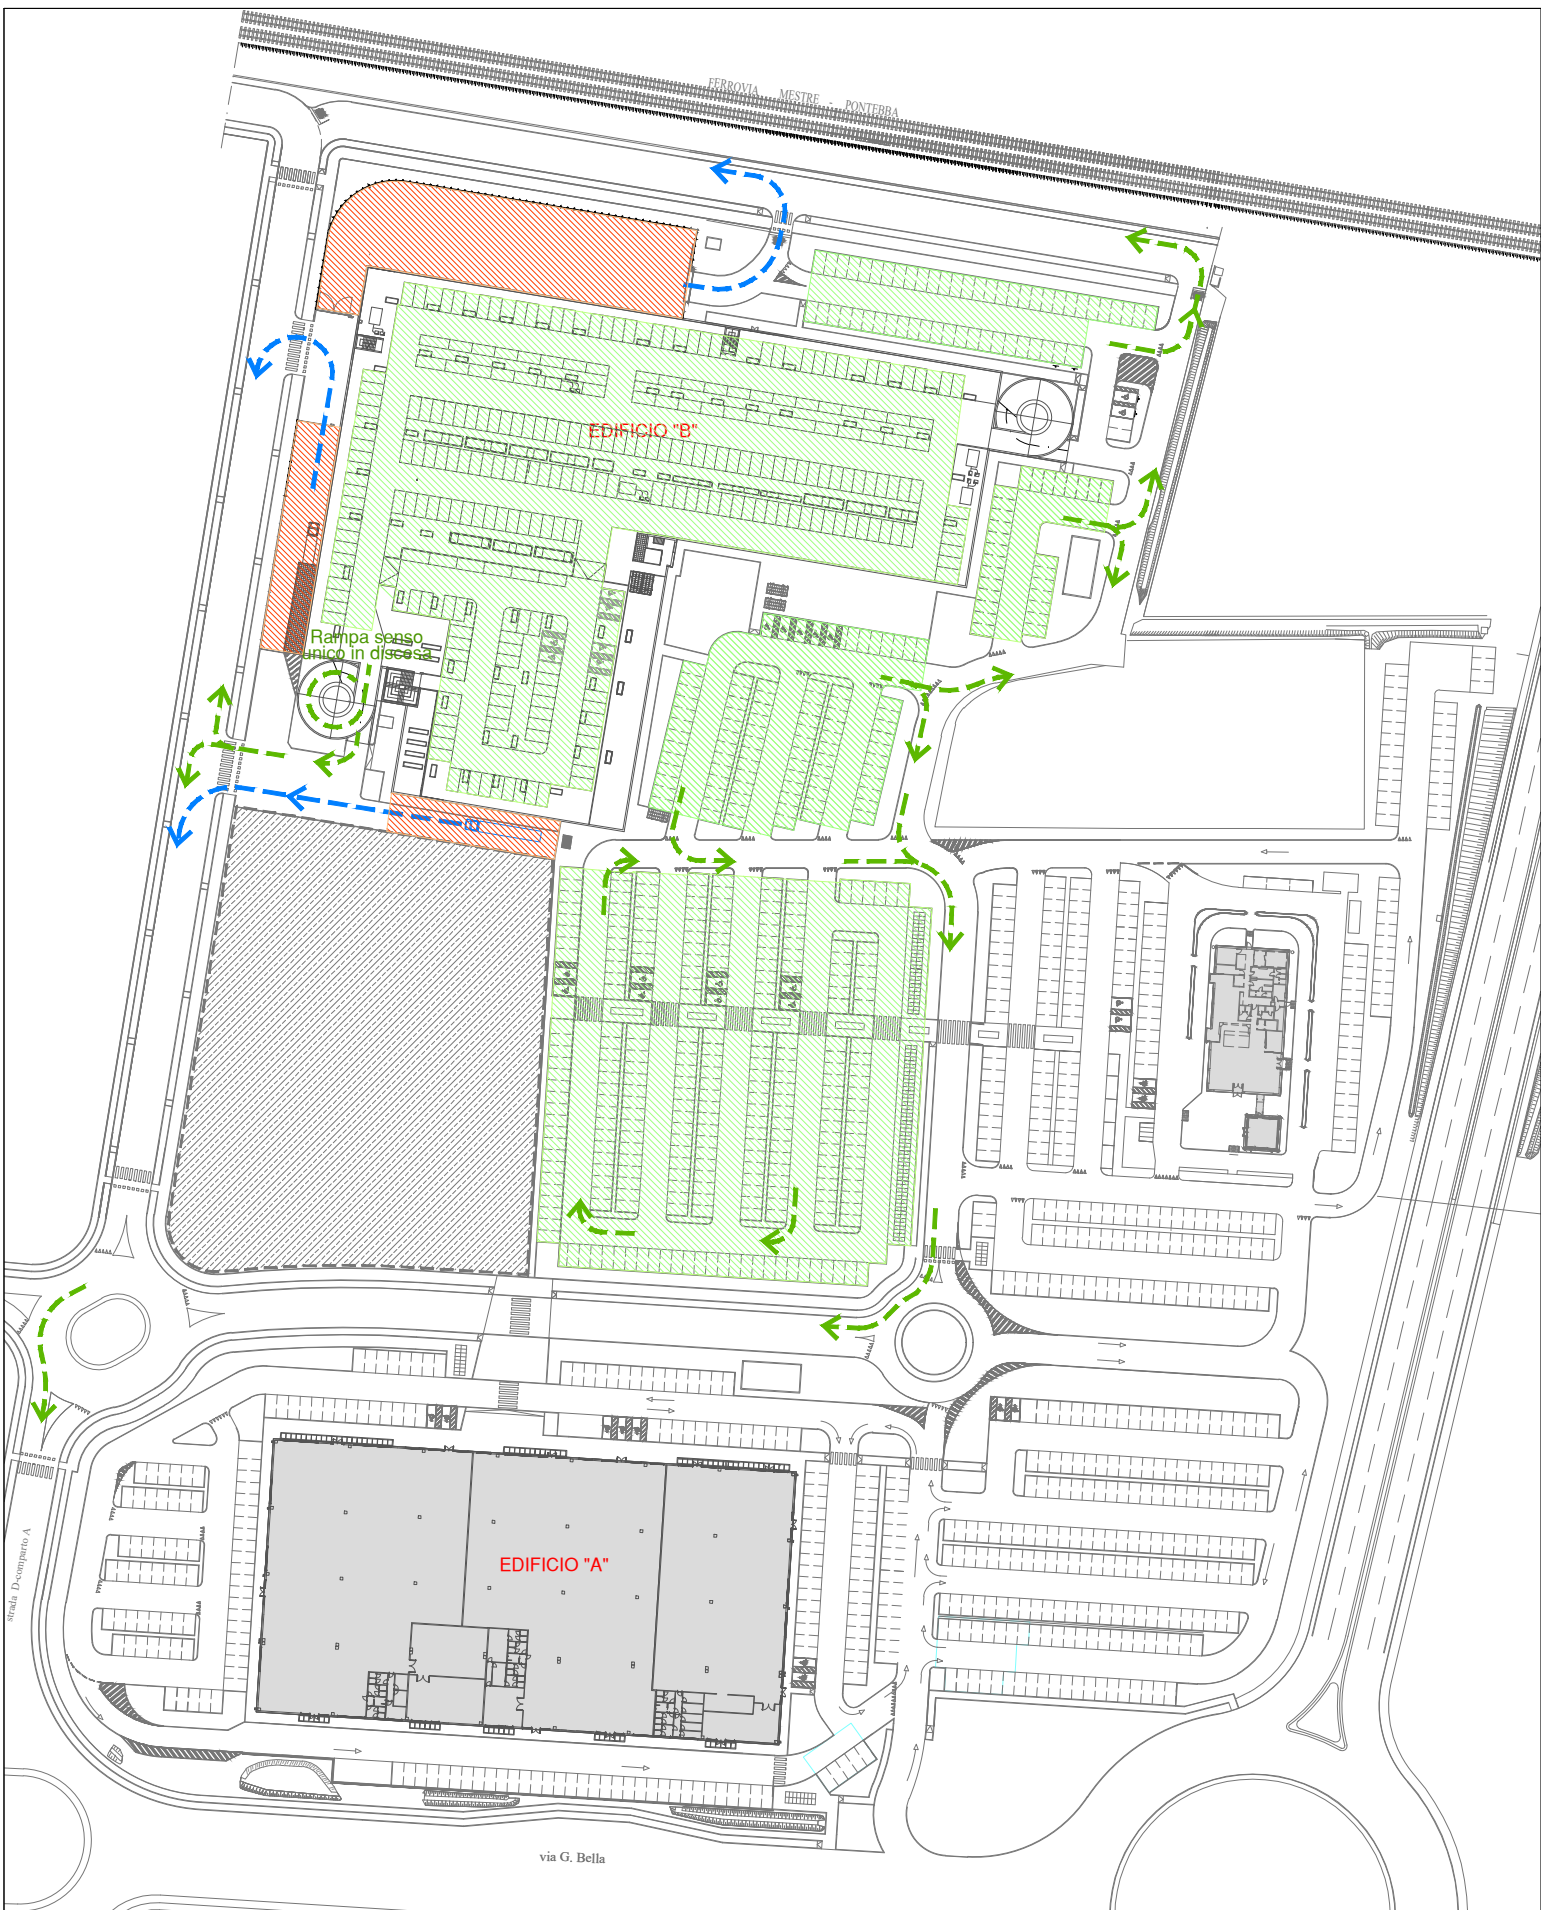 FERROVIA MESTRE - PONTEBBA
EDIFICIO "B"
Rampa senso
unico in discesa
EDIFICIO "A"
strada D-comparto A
via G. Bella